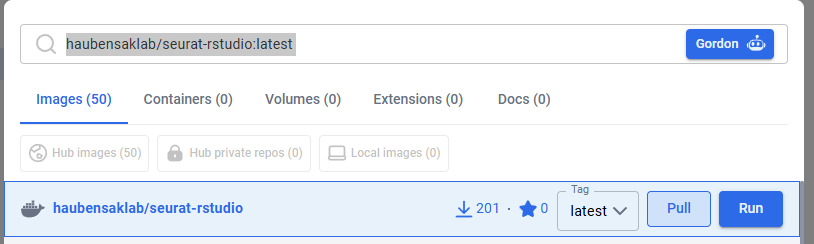 haubensaklab/seurat-rstudio:latest
Gordon
Images (50)
Containers (0)
Volumes (0)
Extensions (0)
Docs (0)
Hub images (50)
Hub private repos (0)
Local images (0)
haubensaklab/seurat-rstudio
201 · 0
Tag
latest
Pull
Run